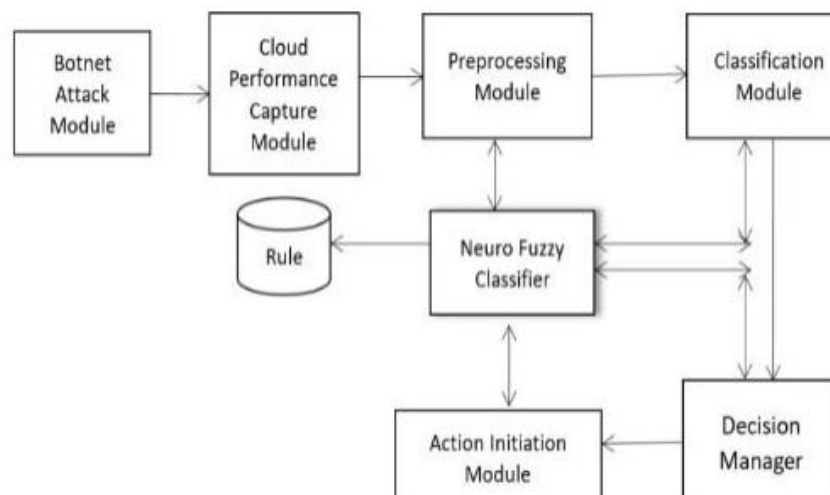 Botnet
Attack
Module
Cloud
Performance
Capture
Module
Preprocessing
Module
Classification
Module
Rule
Neuro Fuzzy
Classifier
Action Initiation
Module
Decision
Manager